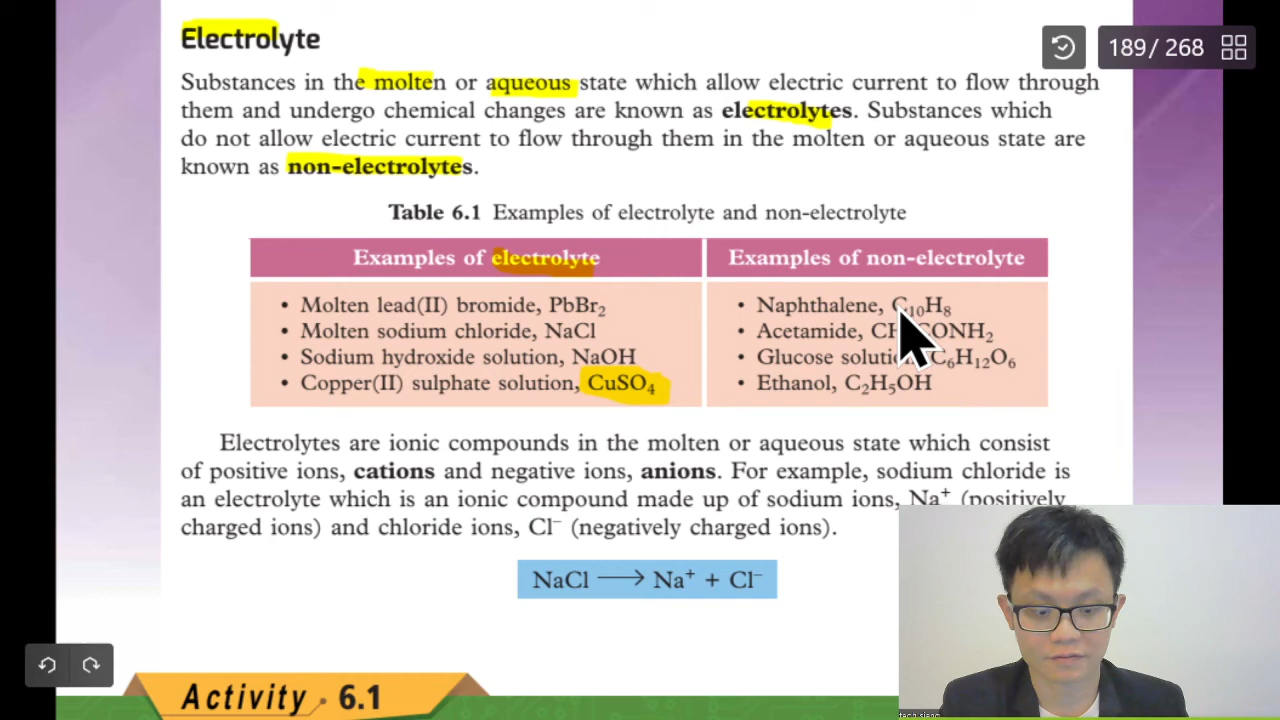 Electrolyte
189/ 268
Substances in the molten or aqueous state which allow electric current to flow through
them and undergo chemical changes are known as electrolytes. Substances which
do not allow electric current to flow through them in the molten or aqueous state are
known as non-electrolytes.
Table 6.1 Examples of electrolyte and non-electrolyte
Examples of electrolyte
• Molten lead(II) bromide, PbBr₂
• Molten sodium chloride, NaCl
• Sodium hydroxide solution, NaOH
• Copper(II) sulphate solution, CuSO₄
Examples of non-electrolyte
• Naphthalene, C₁₀H₈
• Acetamide, CH CONH₂
• Glucose C₆H₁₂O₆
• Ethanol, C₂H₅OH
Electrolytes are ionic compounds in the molten or aqueous state which consist
of positive ions, cations and negative ions, anions. For example, sodium chloride is
an electrolyte which is an ionic compound made up of sodium ions, Na⁺ (positively
charged ions) and chloride ions, Cl⁻ (negatively charged ions).
NaCl ⟶ Na⁺ + Cl⁻
Activity 6.1